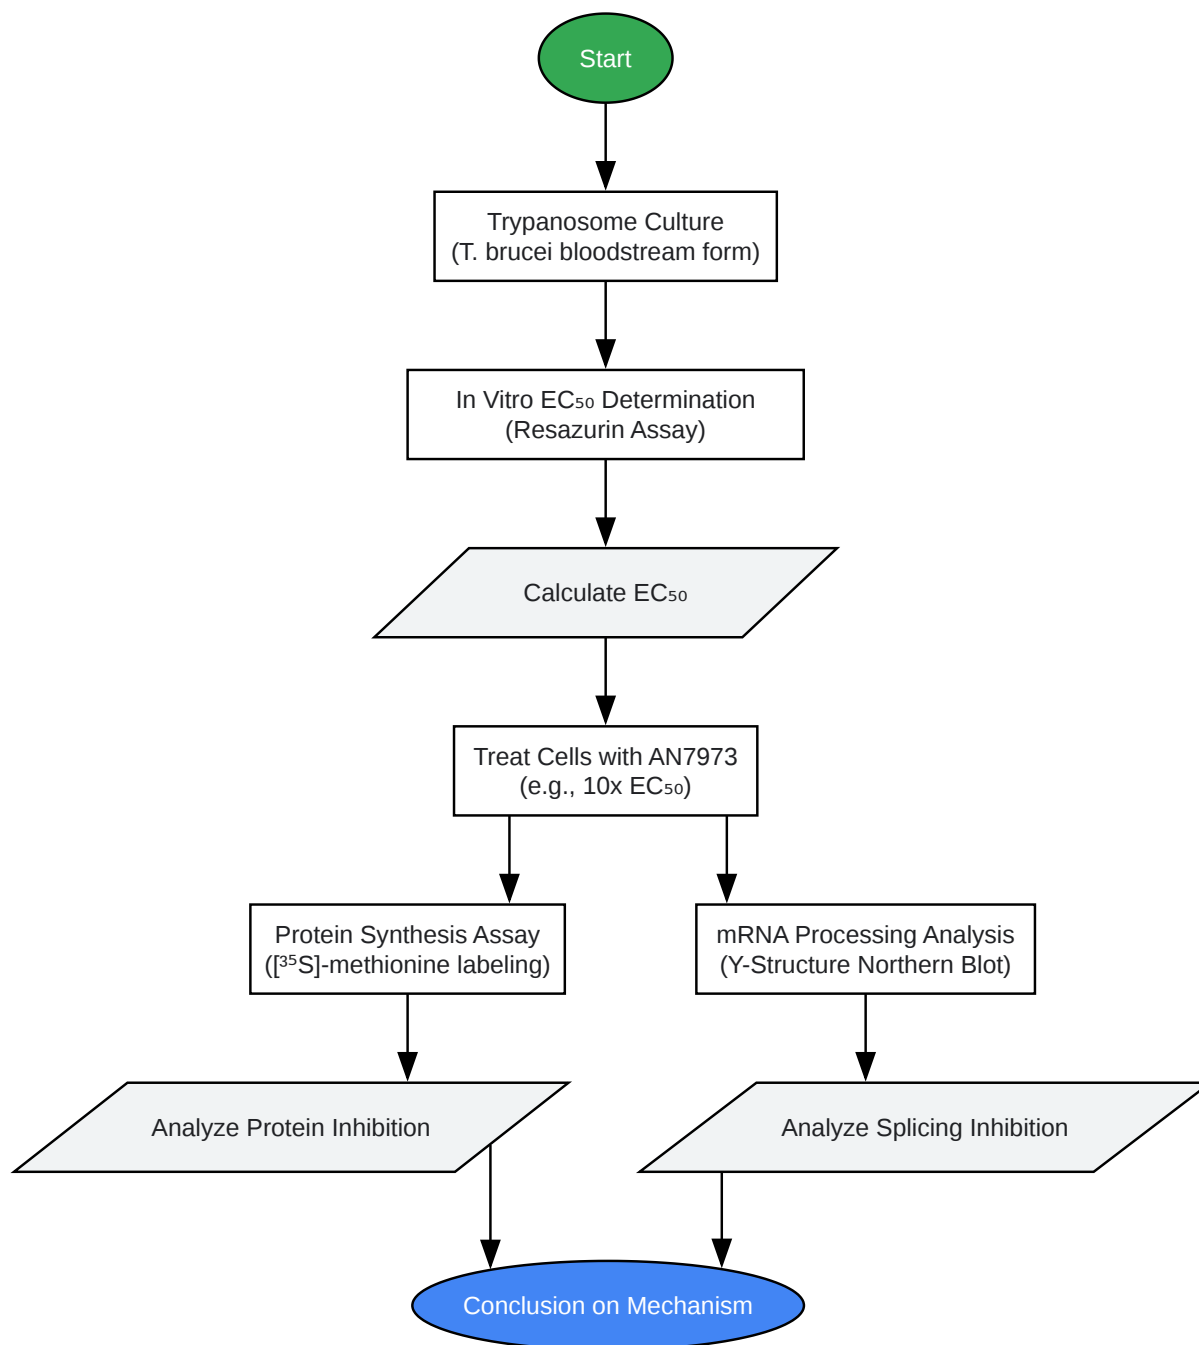 Start
Trypanosome Culture
(T. brucei bloodstream form)
In Vitro EC₅₀ Determination
(Resazurin Assay)
Calculate EC₅₀
Treat Cells with AN7973
(e.g., 10x EC₅₀)
Protein Synthesis Assay
([³⁵S]-methionine labeling)
mRNA Processing Analysis
(Y-Structure Northern Blot)
Analyze Protein Inhibition
Analyze Splicing Inhibition
Conclusion on Mechanism